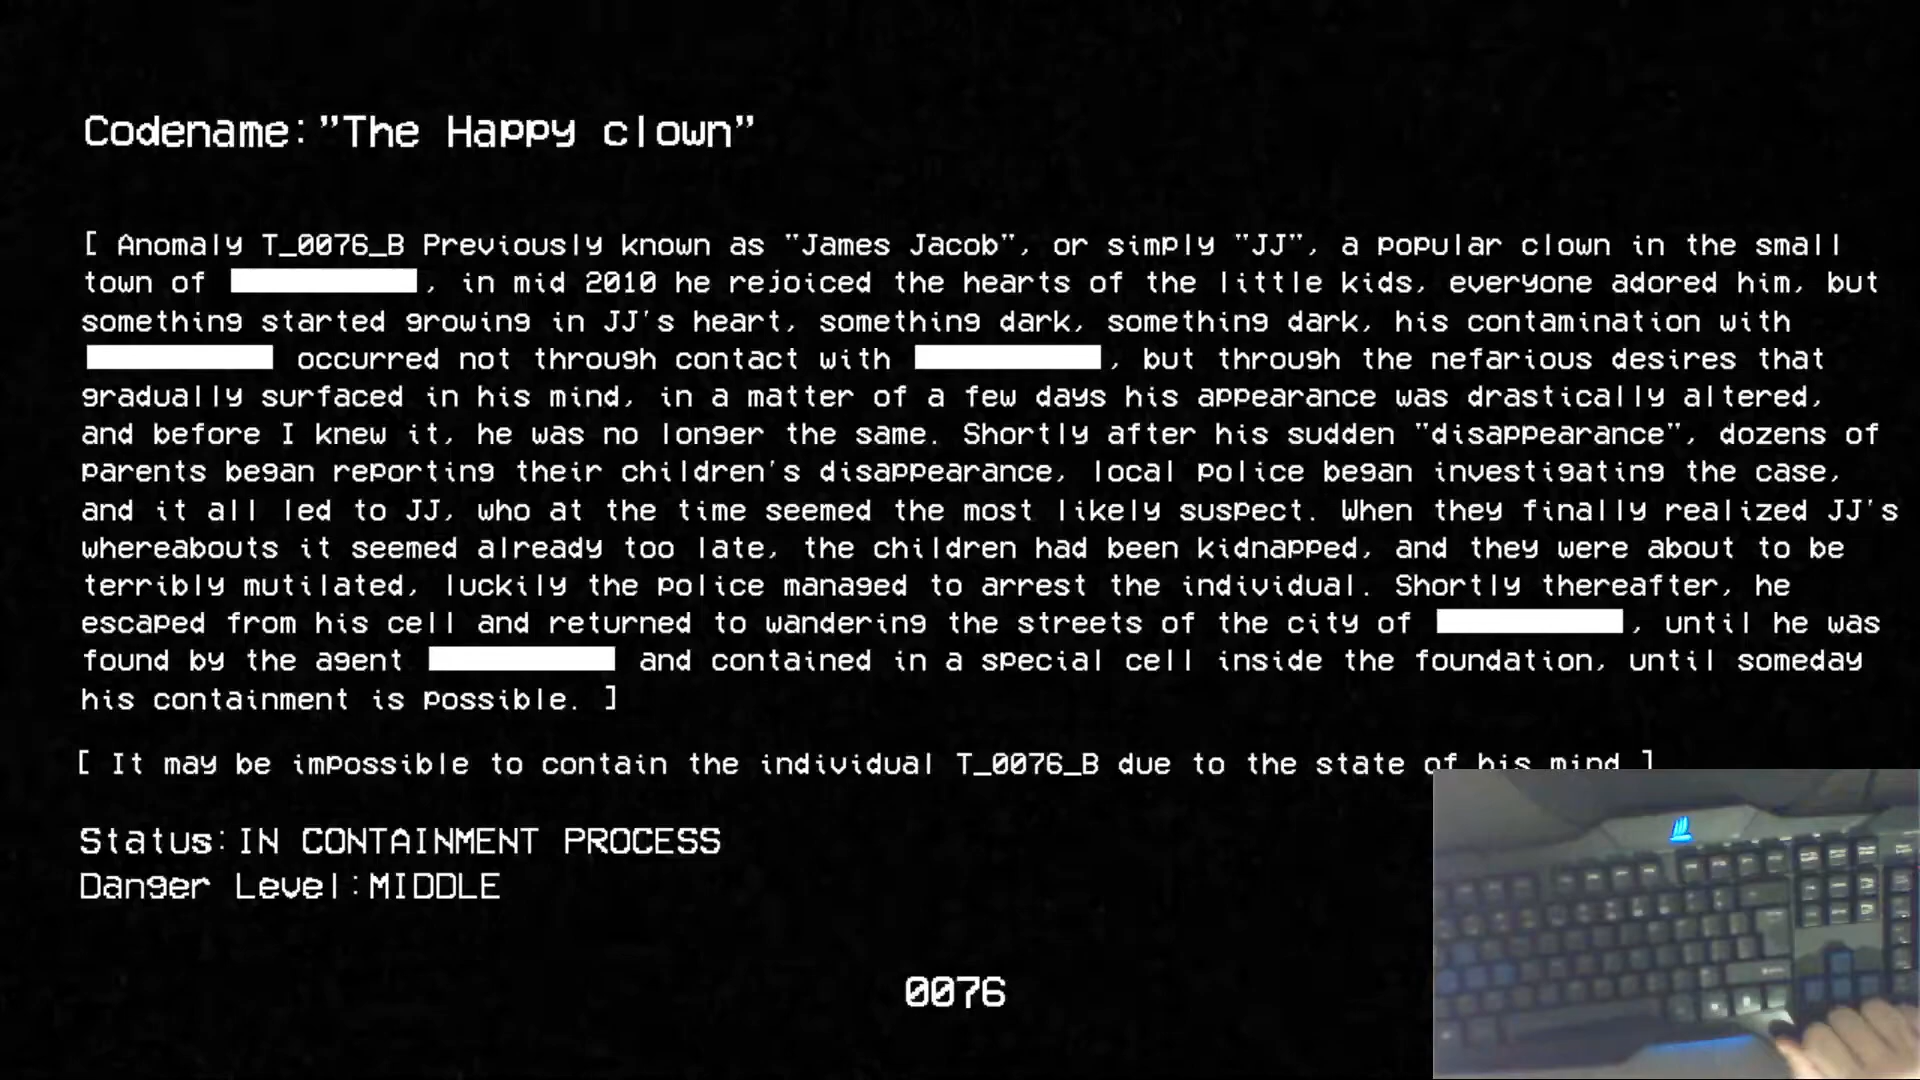 Codename:"The Happy clown"
[ Anomaly T_0076_B Previously known as "James Jacob", or simply "JJ", a popular clown in the small
town of , in mid 2010 he rejoiced the hearts of the little kids, everyone adored him, but
something started growing in JJ's heart, something dark, something dark, his contamination with
occurred not through contact with , but through the nefarious desires that
gradually surfaced in his mind, in a matter of a few days his appearance was drastically altered,
and before I knew it, he was no longer the same. Shortly after his sudden "disappearance", dozens of
parents began reporting their children's disappearance, local police began investigating the case,
and it all led to JJ, who at the time seemed the most likely suspect. When they finally realized JJ's
whereabouts it seemed already too late, the children had been kidnapped, and they were about to be
terribly mutilated, luckily the police managed to arrest the individual. Shortly thereafter, he
escaped from his cell and returned to wandering the streets of the city of , until he was
found by the agent and contained in a special cell inside the foundation, until someday
his containment is possible. ]
[ It may be impossible to contain the individual T_0076_B due to the state of his mind ]
Status:IN CONTAINMENT PROCESS
Danger Level:MIDDLE
0076